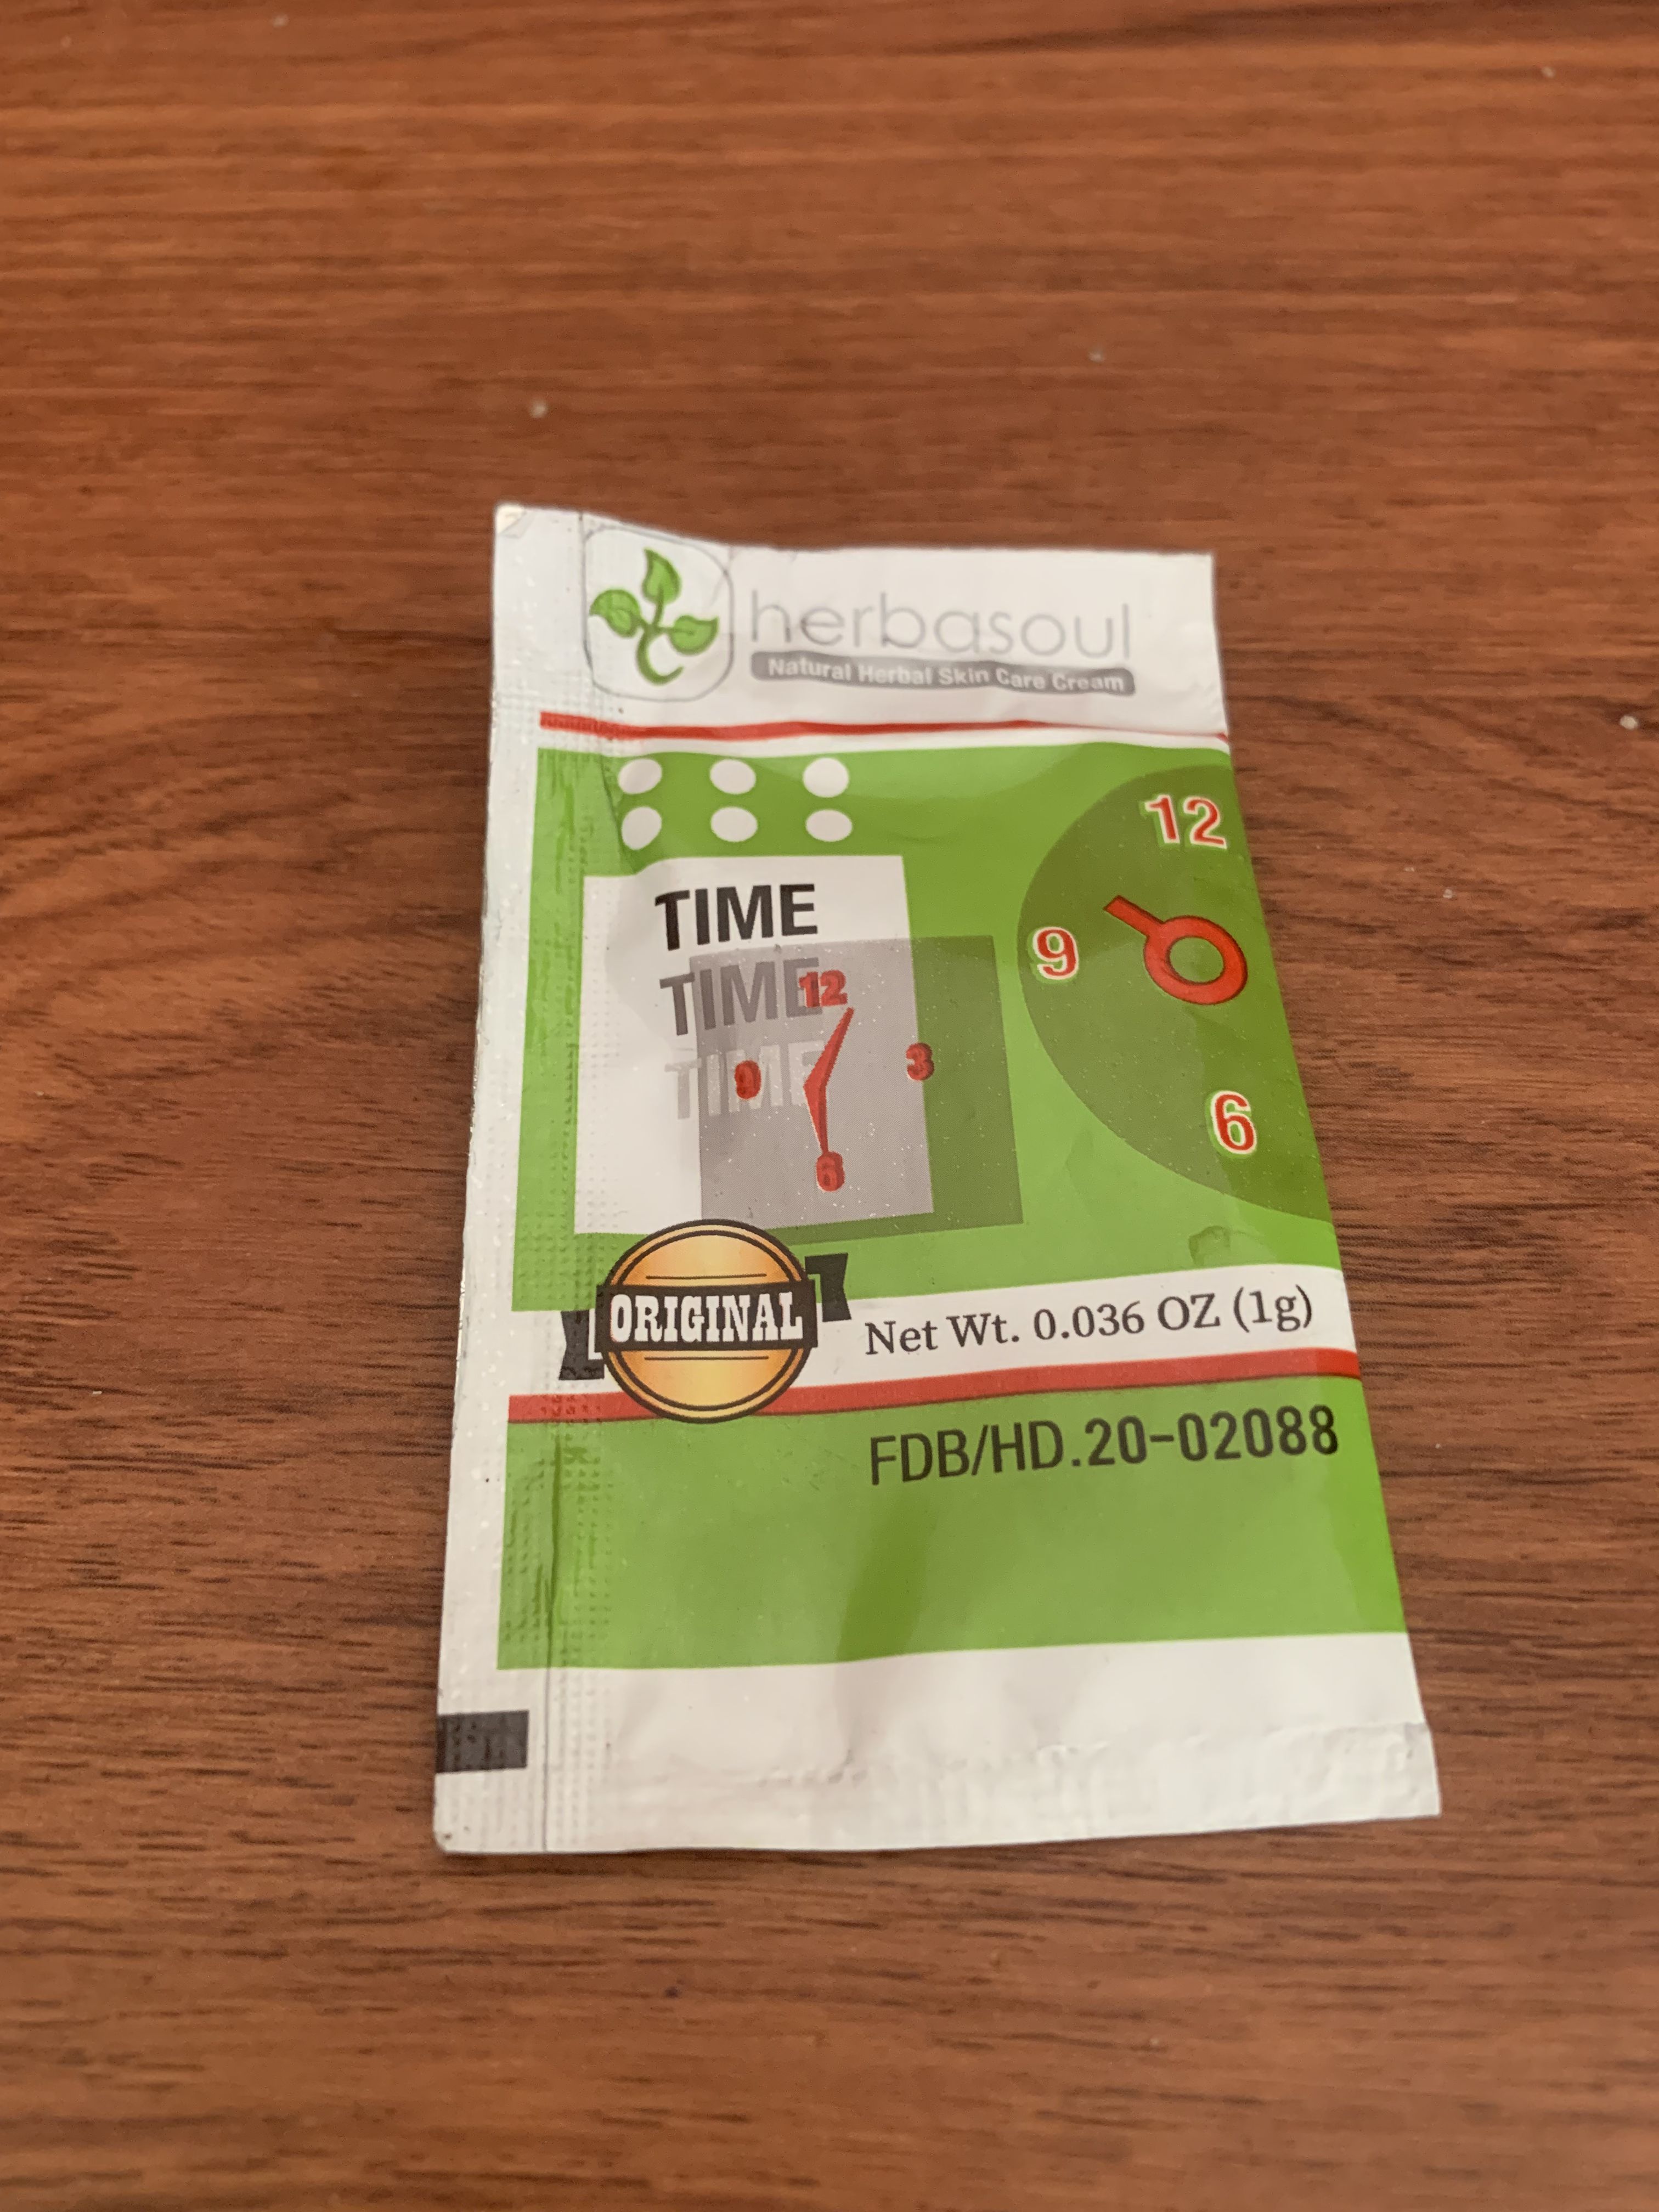 herbasoul
Natural Herbal Skin Care Cream
TIME
TIME
TIME
12
9
3
6
12
9
6
ORIGINAL
Net Wt. 0.036 OZ (1g)
FDB/HD.20-02088